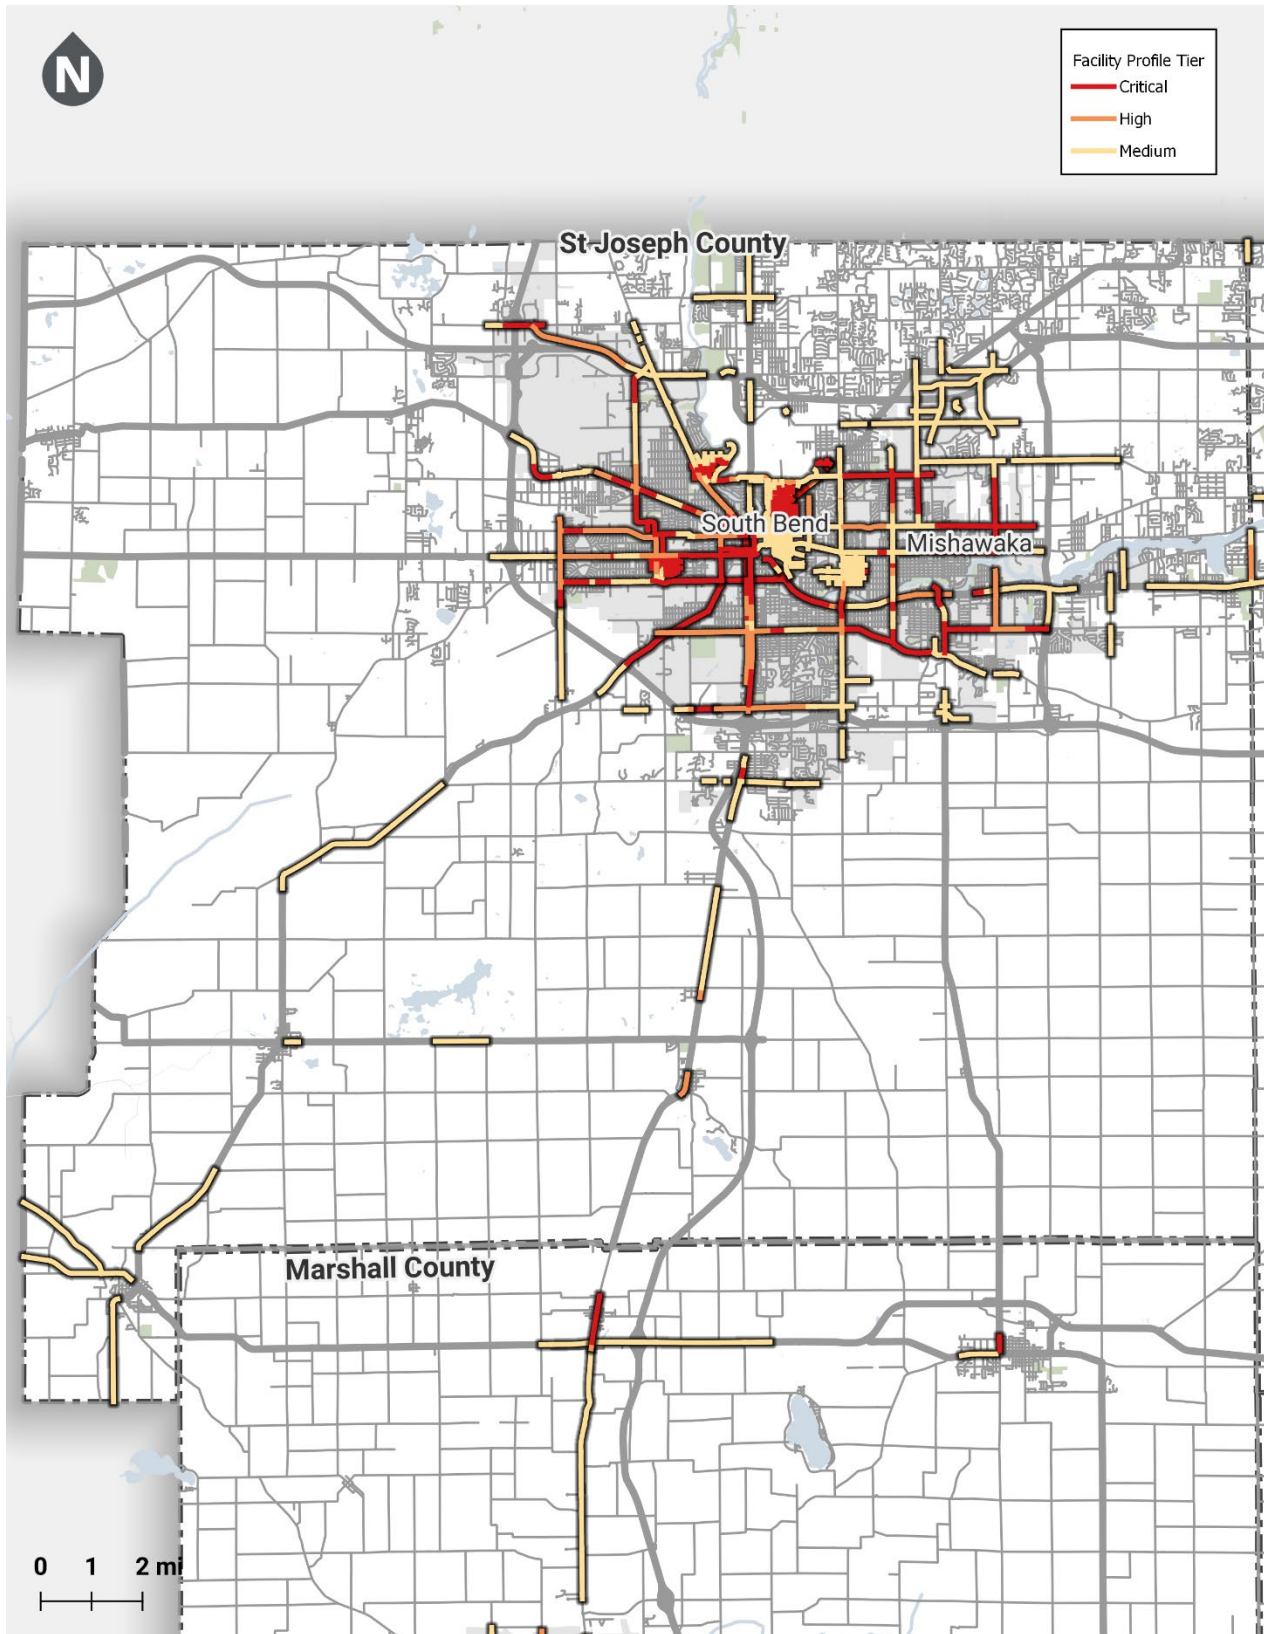 N
Facility Profile Tier
Critical
High
Medium
St Joseph County
South Bend
Mishawaka
Marshall County
0 1 2 mi